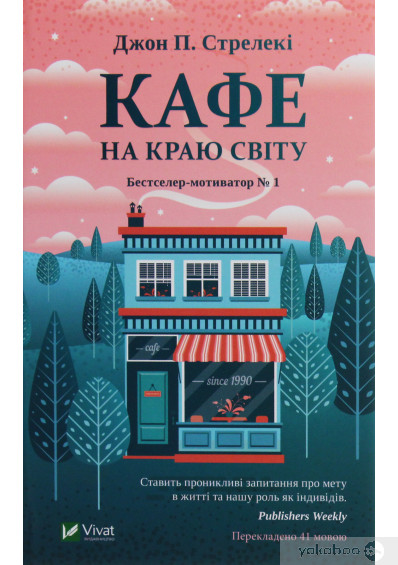 Джон П. Стрелекі
КАФЕ
НА КРАЮ СВІТУ
Бестселер-мотиватор № 1
cafe
since 1990
Ставить проникливі запитання про мету
в житті та нашу роль як індивідів.
Publishers Weekly
Перекладено 41 мовою
Vivat
yakaboo